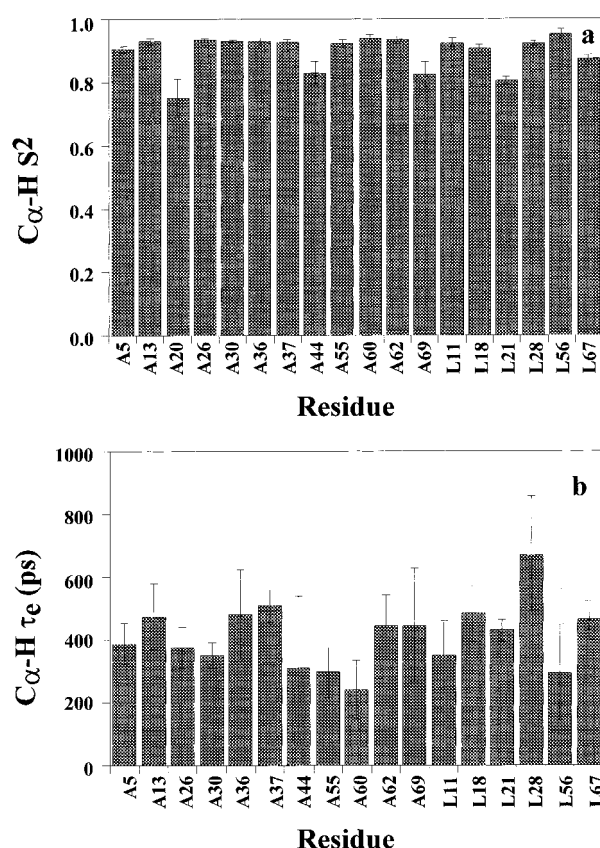 a
Cα-H S²
1.0
0.8
0.6
0.4
0.2
0.0
A5 A13 A20 A26 A30 A36 A37 A44 A55 A60 A62 A69 L11 L18 L21 L28 L56 L67
Residue
b
Cα-H τe (ps)
1000
800
600
400
200
0
A5 A13 A26 A30 A36 A37 A44 A55 A60 A62 A69 L11 L18 L21 L28 L56 L67
Residue